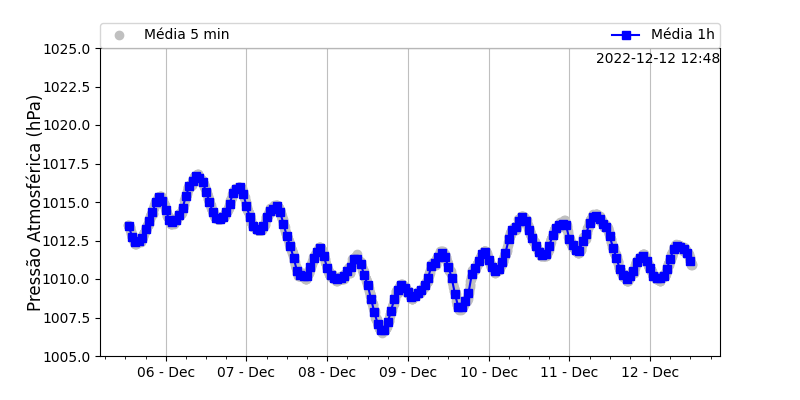 Média 5 min
Média 1h
2022-12-12 12:48
Pressão Atmosférica (hPa)
1025.0
1022.5
1020.0
1017.5
1015.0
1012.5
1010.0
1007.5
1005.0
06 - Dec
07 - Dec
08 - Dec
09 - Dec
10 - Dec
11 - Dec
12 - Dec